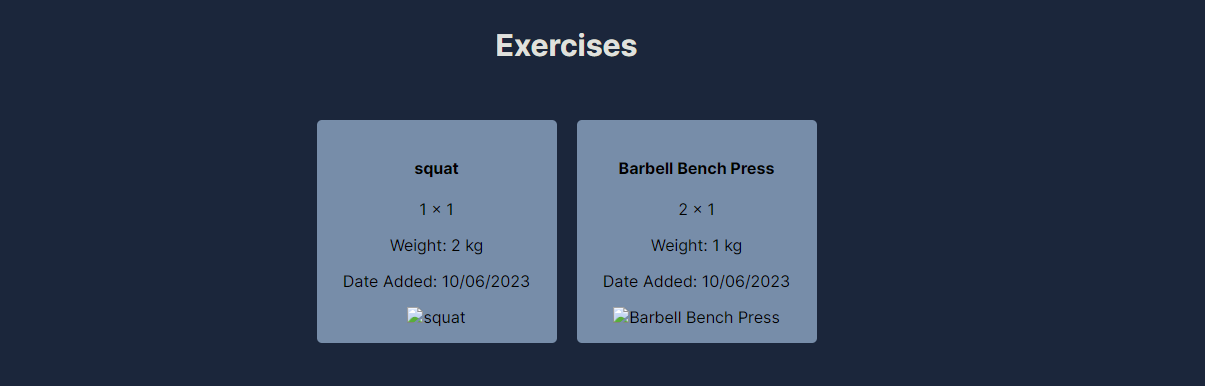 Exercises
squat
1 × 1
Weight: 2 kg
Date Added: 10/06/2023
squat
Barbell Bench Press
2 × 1
Weight: 1 kg
Date Added: 10/06/2023
Barbell Bench Press